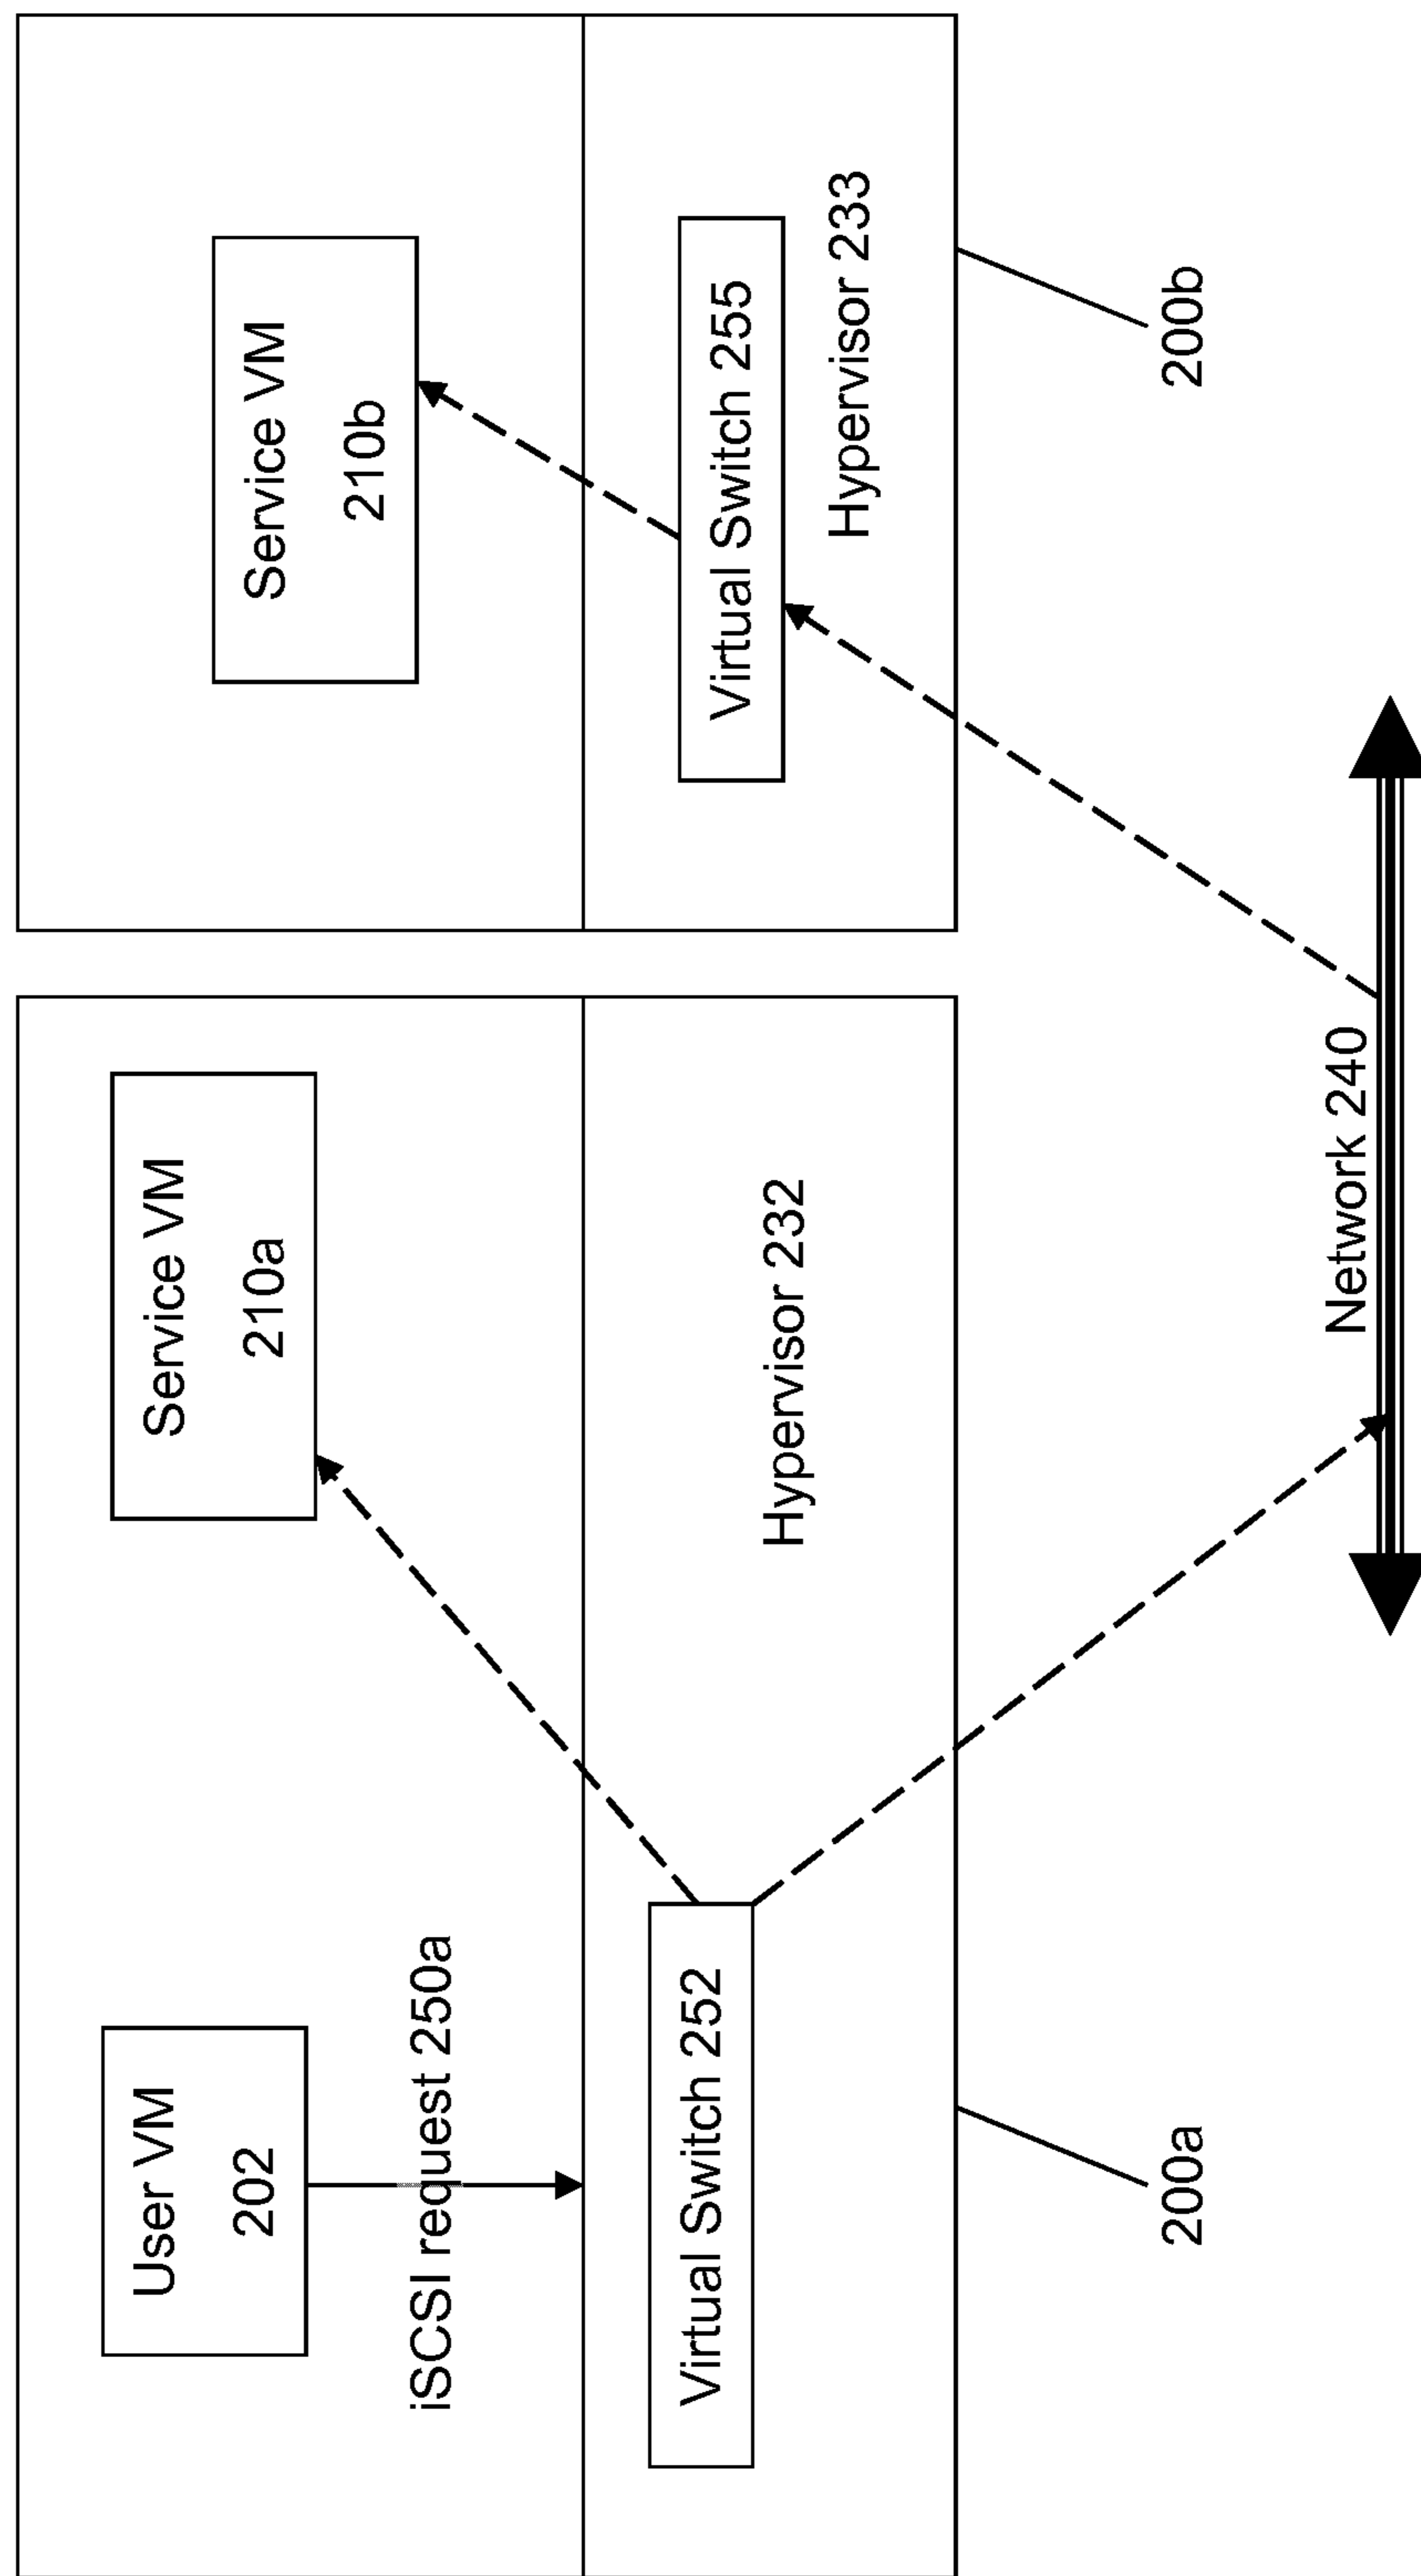 User VM
202
iSCSI request 250a
Virtual Switch 252
200a
Service VM
210a
Hypervisor 232
Network 240
Service VM
210b
Virtual Switch 255
Hypervisor 233
200b